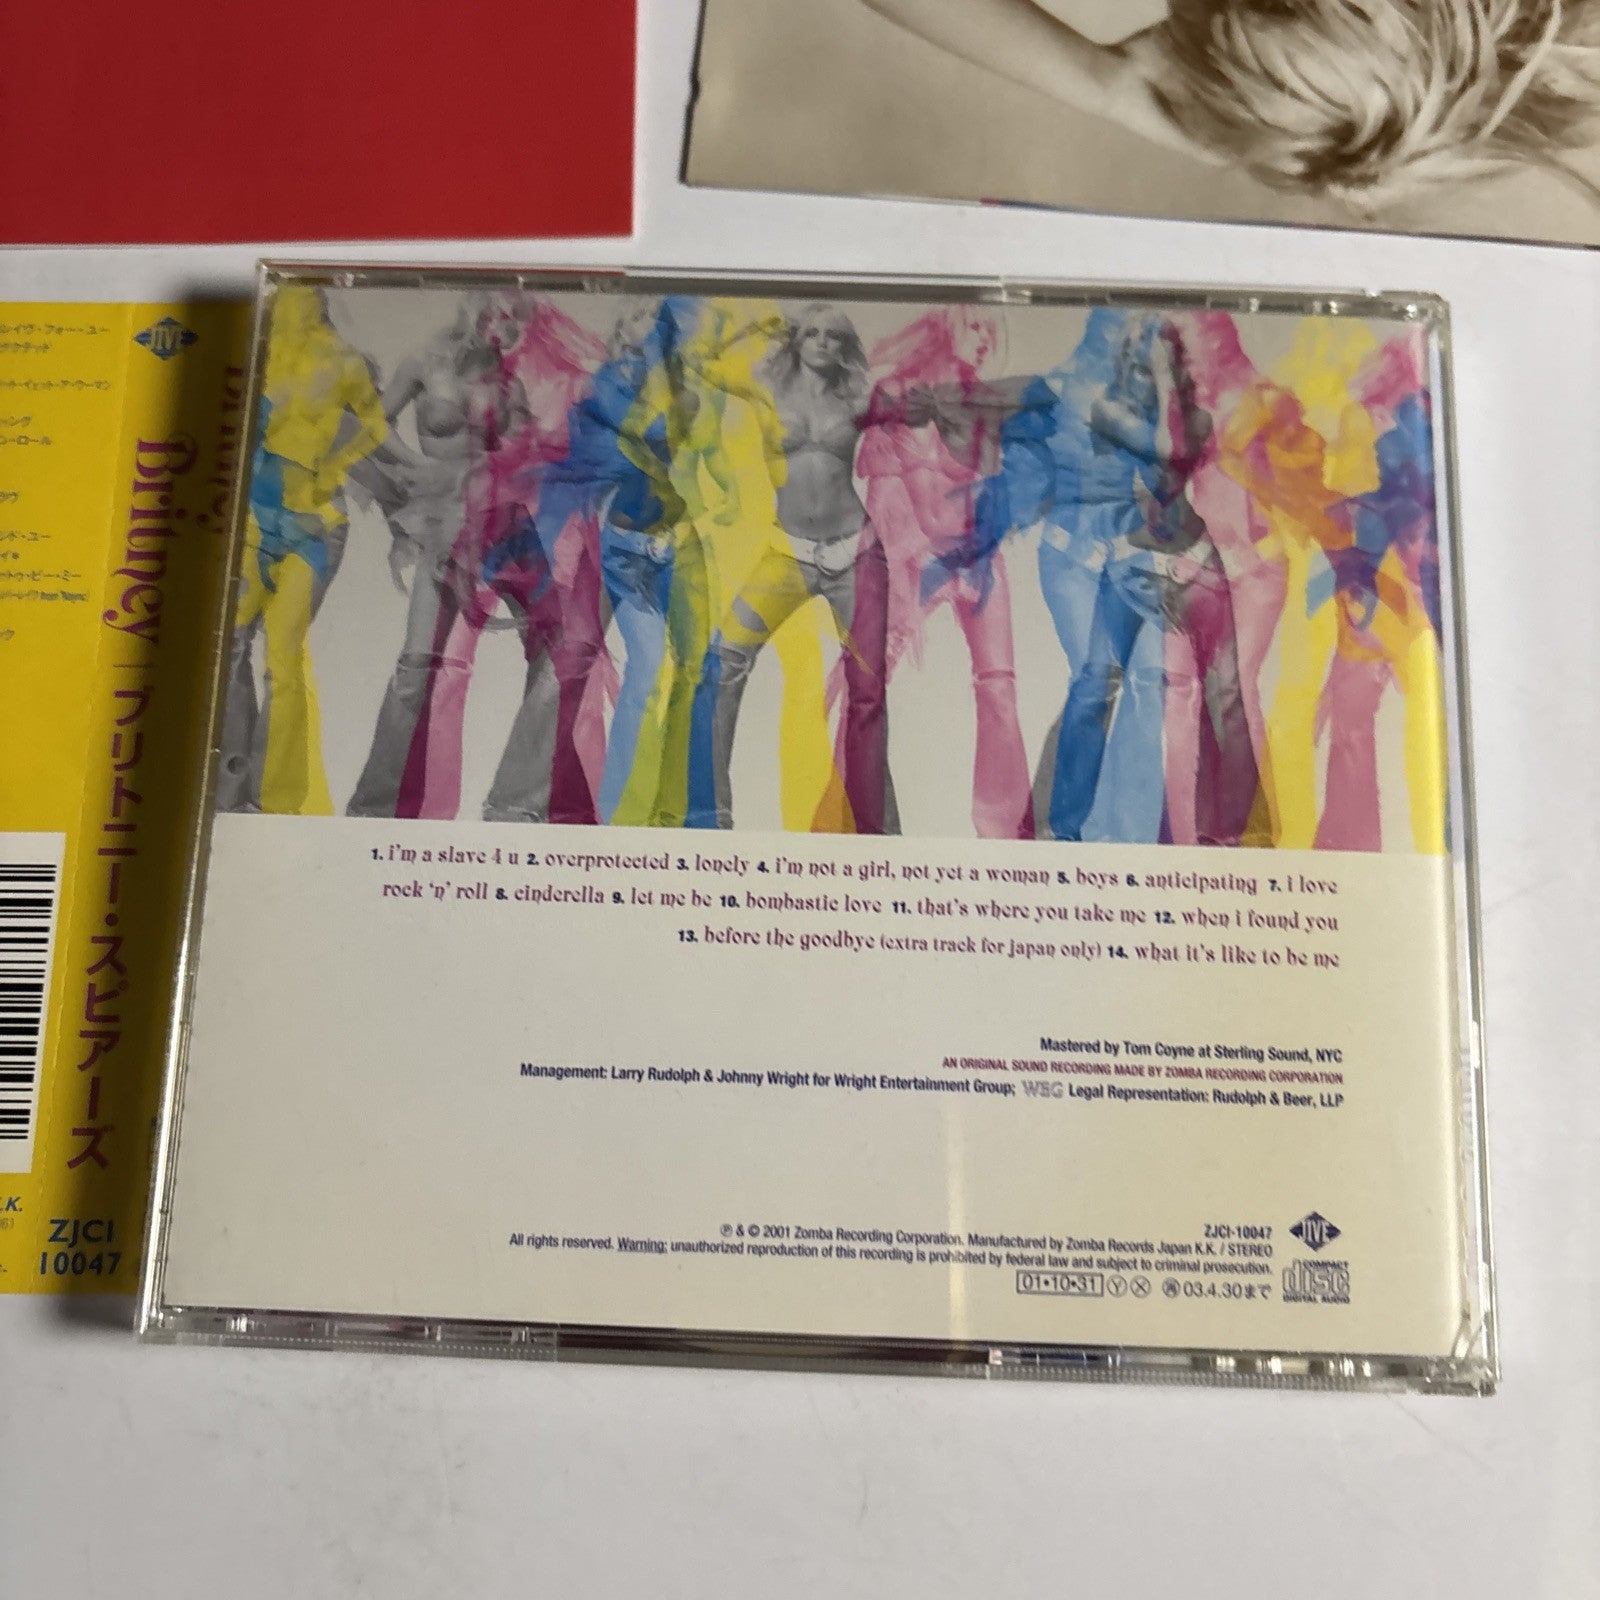 JIVE
Britney | ブリトニー・スピアーズ
ZJCI
10047
1. i'm a slave 4 u 2. overprotected 3. lonely 4. i'm not a girl, not yet a woman 5. boys 6. anticipating 7. i love
rock 'n' roll 8. cinderella 9. let me be 10. bombastic love 11. that's where you take me 12. when i found you
13. before the goodbye (extra track for japan only) 14. what it's like to be me
Mastered by Tom Coyne at Sterling Sound, NYC
AN ORIGINAL SOUND RECORDING MADE BY ZOMBA RECORDING CORPORATION
Management: Larry Rudolph & Johnny Wright for Wright Entertainment Group; WEG Legal Representation: Rudolph & Beer, LLP
ZJCI-10047
℗ & © 2001 Zomba Recording Corporation. Manufactured by Zomba Records Japan K.K. / STEREO
All rights reserved. Warning: unauthorized reproduction of this recording is prohibited by federal law and subject to criminal prosecution.
01•10•31 Ⓨ Ⓧ ㋐ 03.4.30まで
JIVE
COMPACT
disc
DIGITAL AUDIO